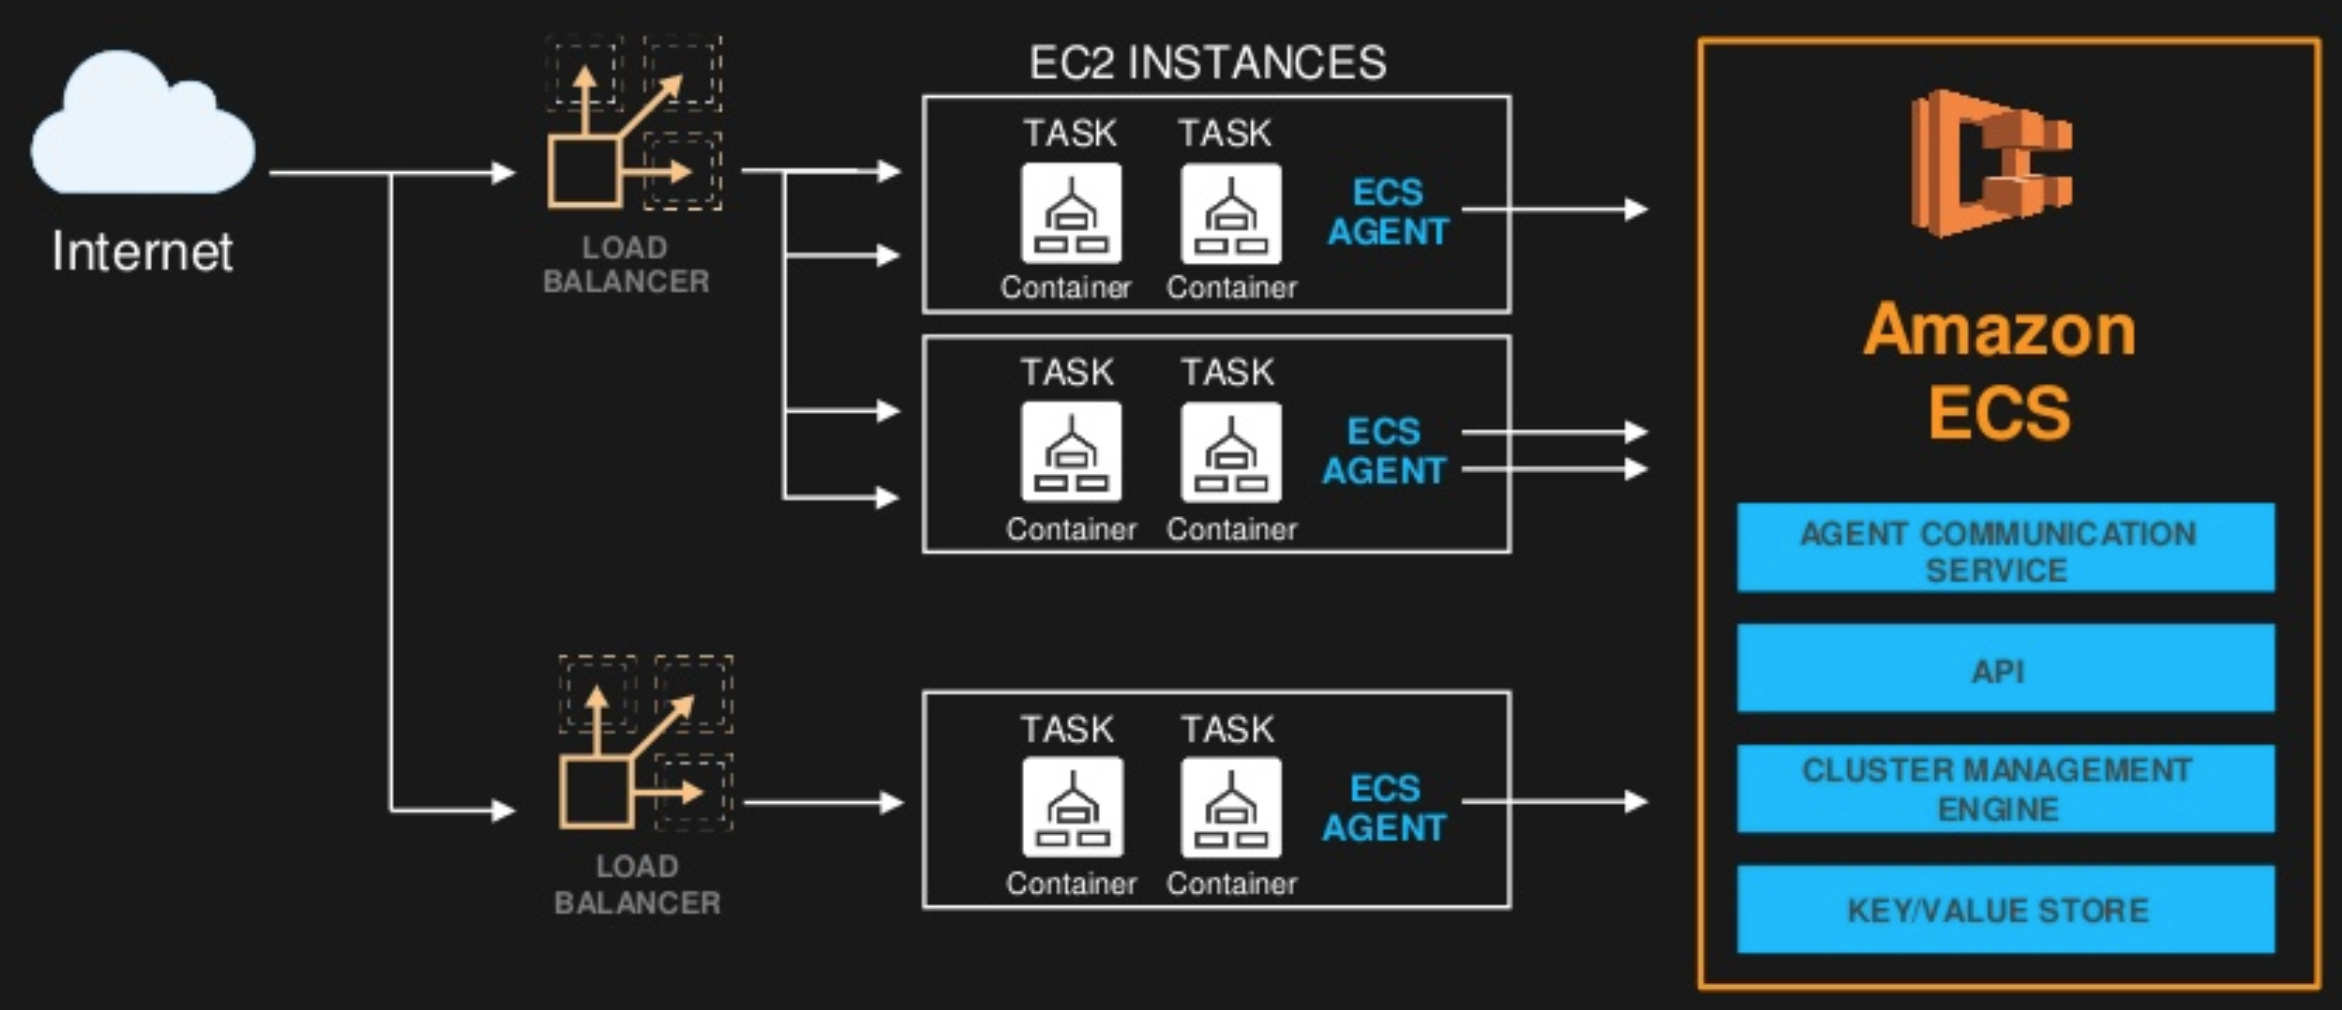 Internet
LOAD
BALANCER
EC2 INSTANCES
TASK TASK
ECS
AGENT
Container Container
TASK TASK
ECS
AGENT
Container Container
LOAD
BALANCER
TASK TASK
ECS
AGENT
Container Container
Amazon
ECS
AGENT COMMUNICATION
SERVICE
API
CLUSTER MANAGEMENT
ENGINE
KEY/VALUE STORE